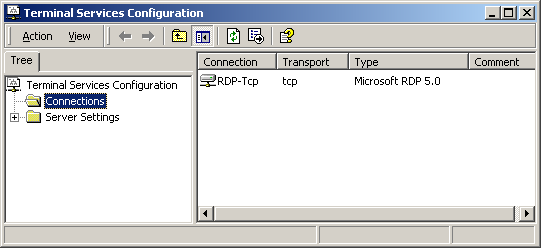 Terminal Services Configuration
Action View
Tree
Terminal Services Configuration
Connections
Server Settings
Connection Transport Type Comment
RDP-Tcp tcp Microsoft RDP 5.0